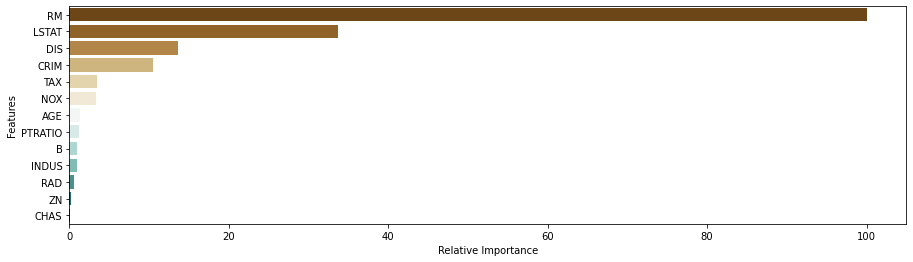 RM
LSTAT
DIS
CRIM
TAX
NOX
AGE
PTRATIO
B
INDUS
RAD
ZN
CHAS
Features
0 20 40 60 80 100
Relative Importance